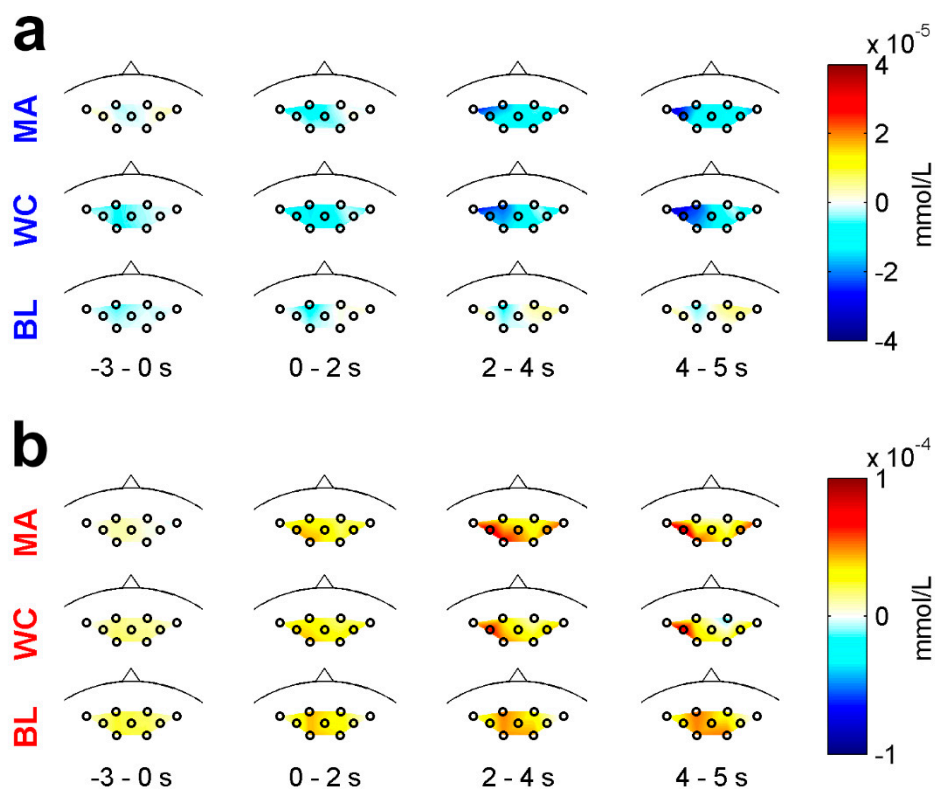 a
x 10⁻⁵
4
MA
2
WC
0
mmol/L
-2
BL
-4
-3 - 0 s 0 - 2 s 2 - 4 s 4 - 5 s
b
x 10⁻⁴
1
MA
WC
0
mmol/L
BL
-1
-3 - 0 s 0 - 2 s 2 - 4 s 4 - 5 s